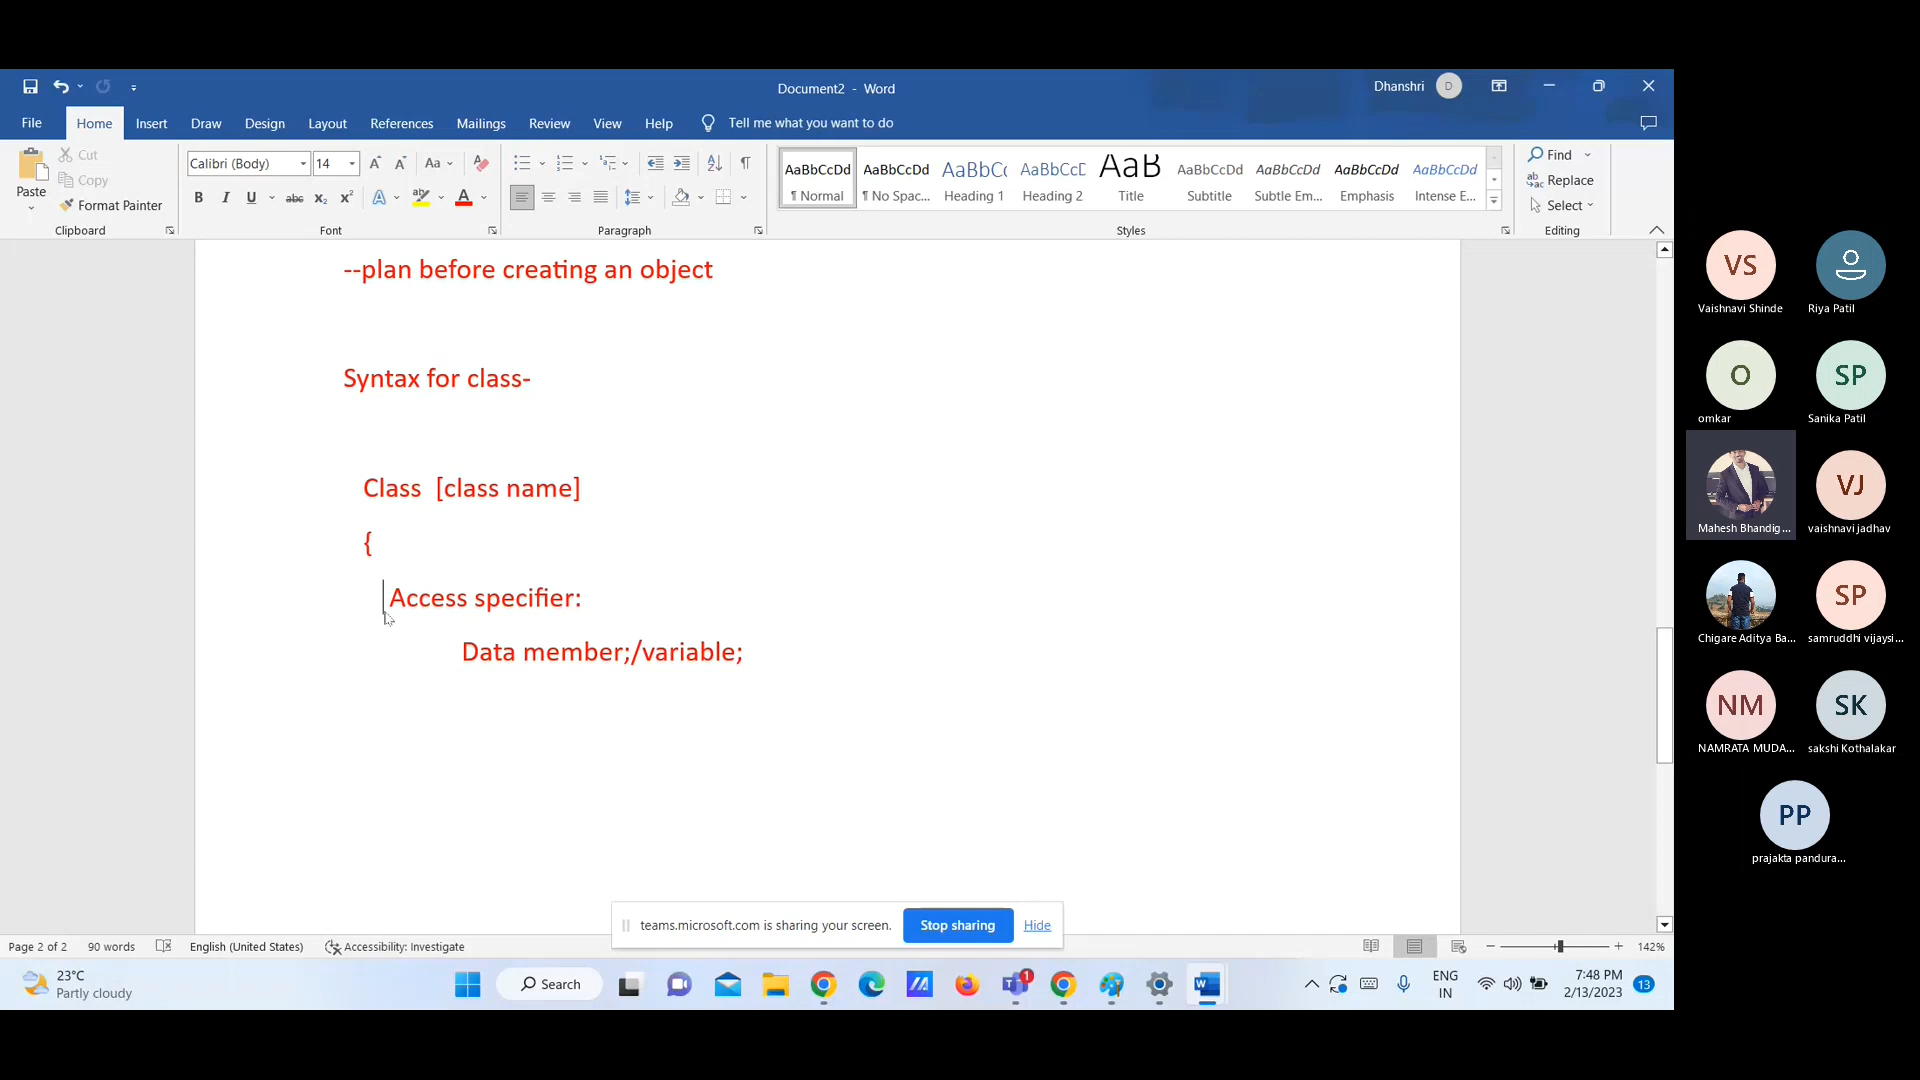 Document2 - Word
Dhanshri
D
File
Home
Insert
Draw
Design
Layout
References
Mailings
Review
View
Help
Tell me what you want to do
Paste
Cut
Copy
Format Painter
Clipboard
Calibri (Body)
14
Font
Paragraph
AaBbCcDd
¶ Normal
AaBbCcDd
¶ No Spac...
AaBbCc
Heading 1
AaBbCcD
Heading 2
AaB
Title
AaBbCcDd
Subtitle
AaBbCcDd
Subtle Em...
AaBbCcDd
Emphasis
AaBbCcDd
Intense E...
Styles
Find
Replace
Select
Editing
--plan before creating an object
Syntax for class-
Class [class name]
{
Access specifier:
Data member;/variable;
VS
Vaishnavi Shinde
Riya Patil
O
omkar
SP
Sanika Patil
Mahesh Bhandig...
VJ
vaishnavi jadhav
Chigare Aditya Ba...
SP
samruddhi vijaysi...
NM
NAMRATA MUDA...
SK
sakshi Kothalakar
PP
prajakta pandura...
teams.microsoft.com is sharing your screen.
Stop sharing
Hide
Page 2 of 2
90 words
English (United States)
Accessibility: Investigate
142%
23°C
Partly cloudy
Search
1
ENG
IN
7:48 PM
2/13/2023
13